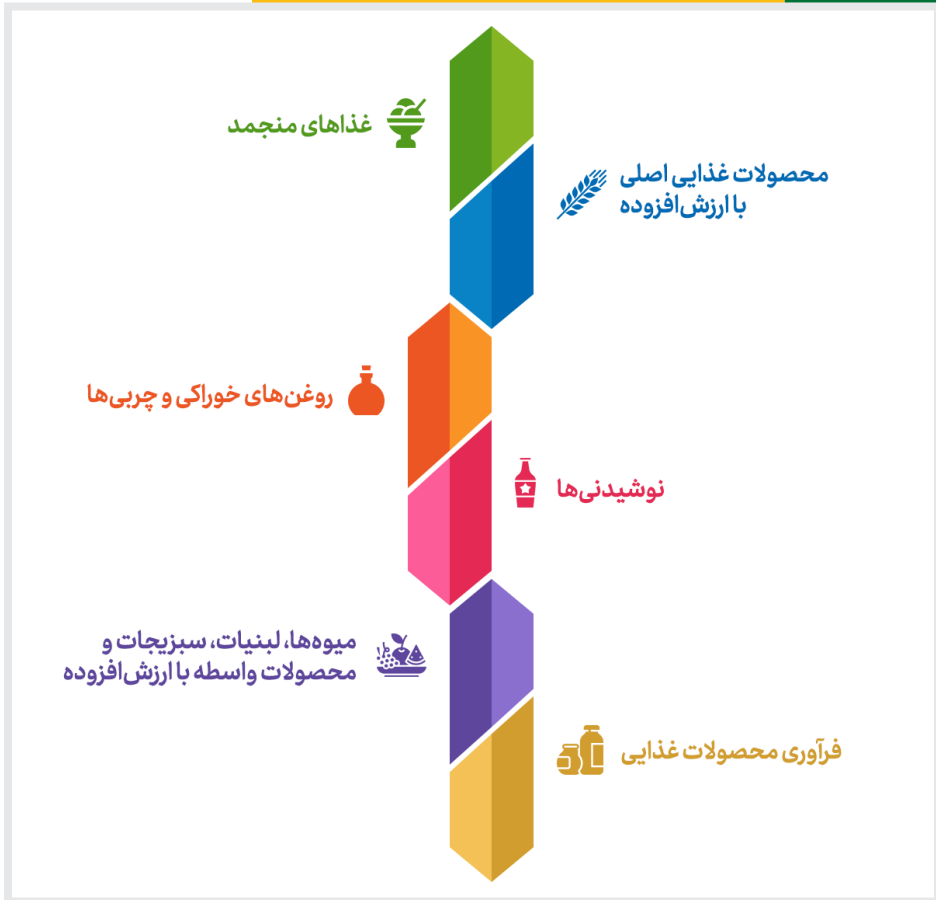 غذاهای منجمد
محصولات غذایی اصلی
با ارزش‌افزوده
روغن‌های خوراکی و چربی‌ها
نوشیدنی‌ها
میوه‌ها، لبنیات، سبزیجات و
محصولات واسطه با ارزش‌افزوده
فرآوری محصولات غذایی